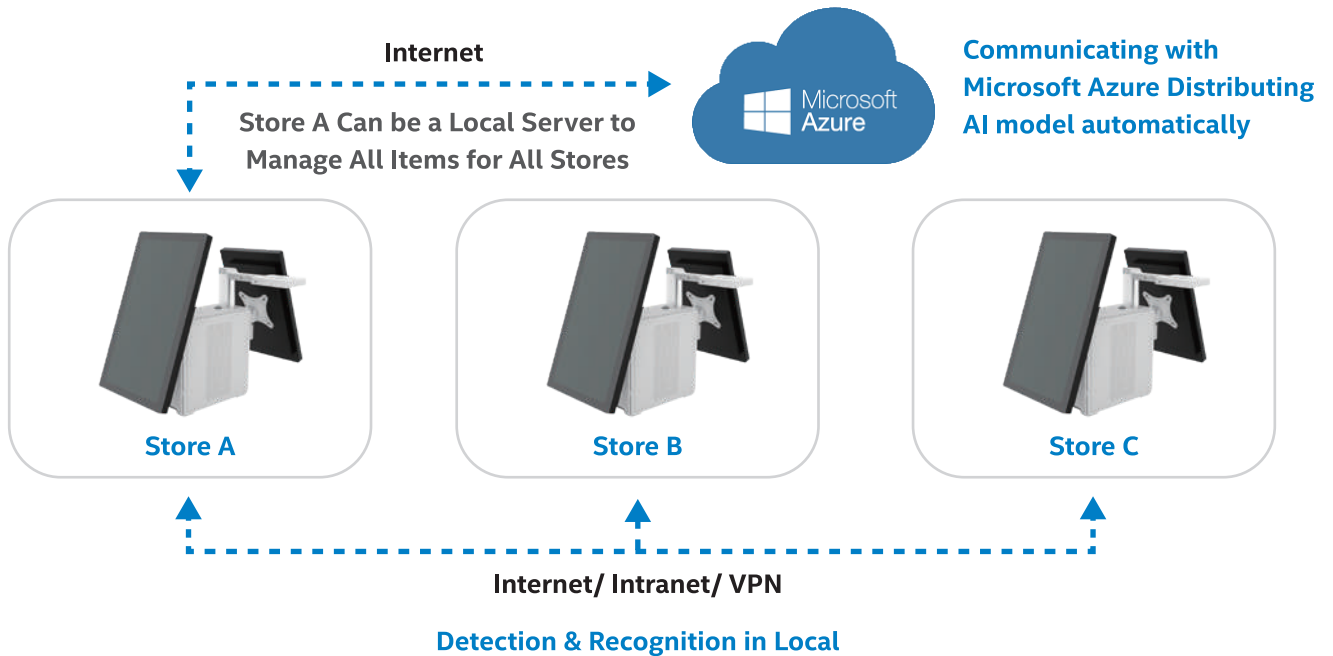 Internet
Store A Can be a Local Server to
Manage All Items for All Stores
Microsoft
Azure
Communicating with
Microsoft Azure Distributing
AI model automatically
Store A
Store B
Store C
Internet/ Intranet/ VPN
Detection & Recognition in Local